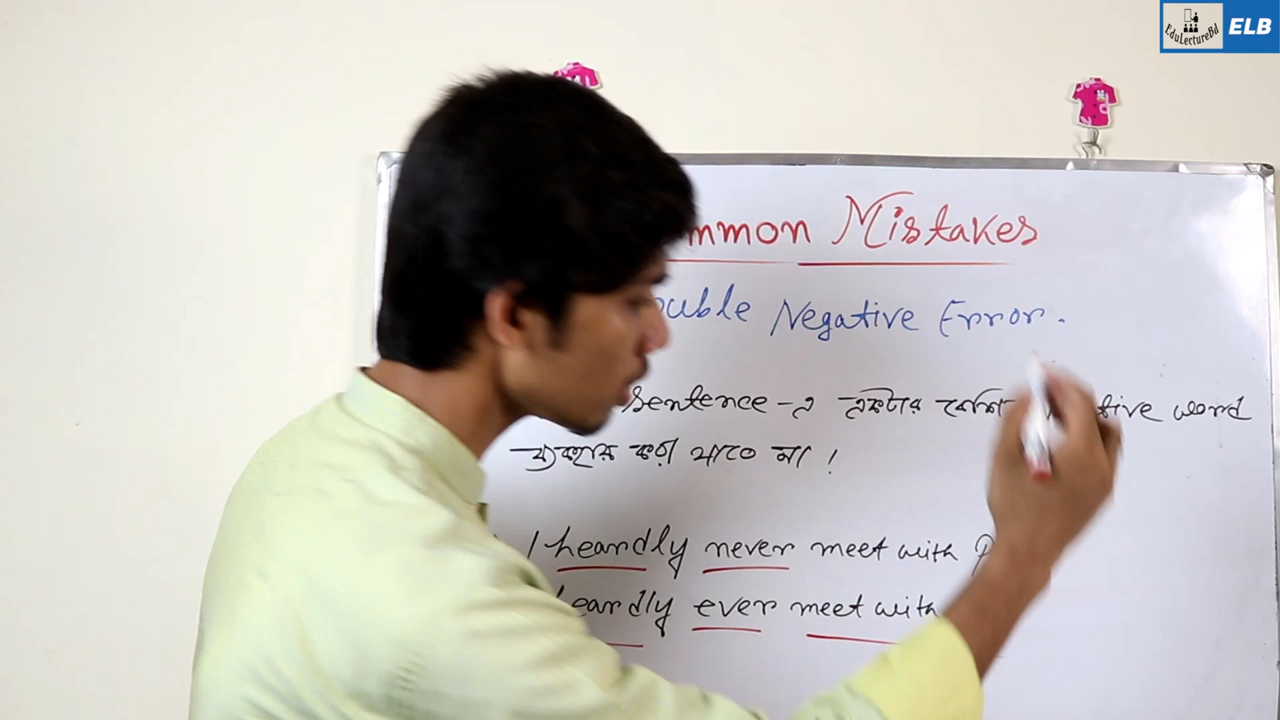 EduLectureBd ELB
mmon Mistakes
ouble Negative Error.
sentence-এ একটার বেশি tive word
ব্যবহার করা যাবে না!
I heardly never meet with
eardly ever meet with